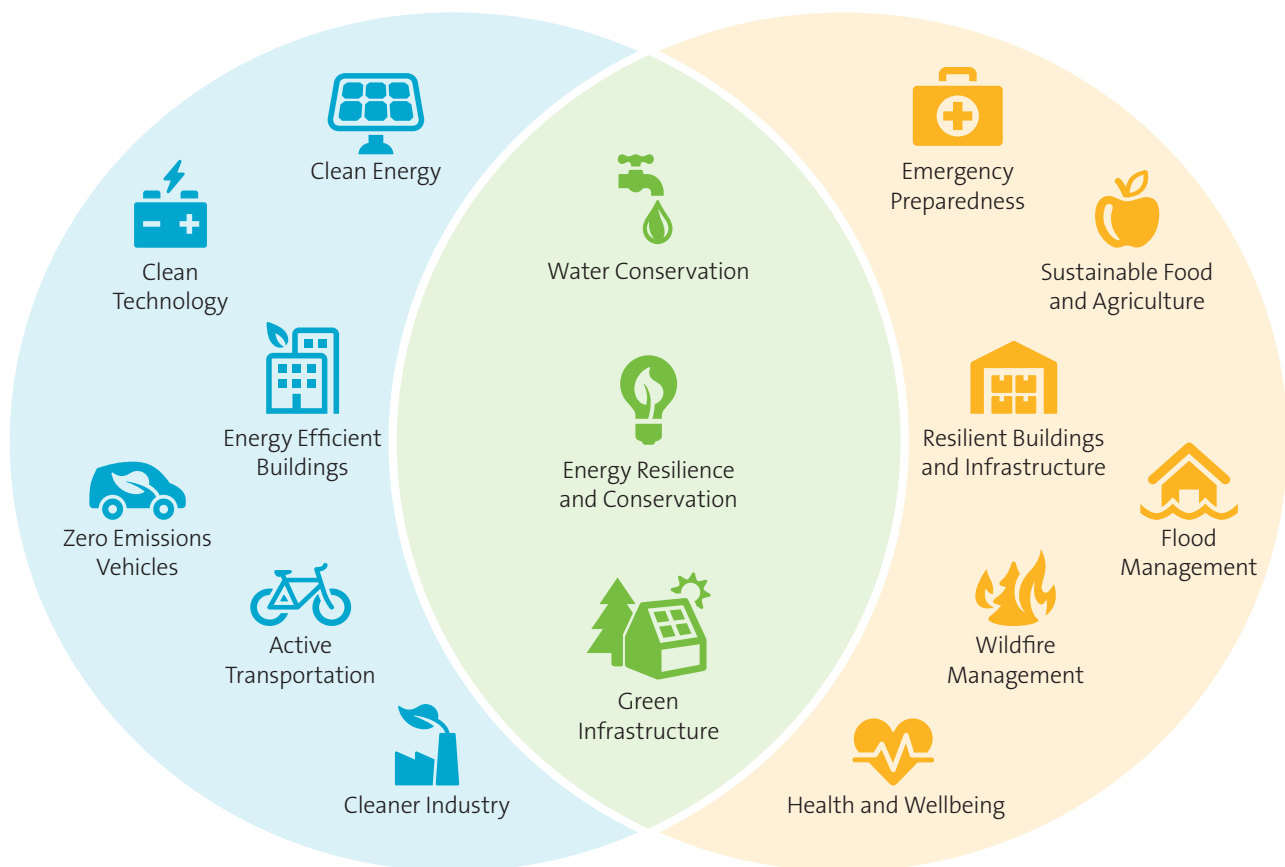 Clean Energy
Clean
Technology
Energy Efficient
Buildings
Zero Emissions
Vehicles
Active
Transportation
Cleaner Industry
Water Conservation
Energy Resilience
and Conservation
Green
Infrastructure
Emergency
Preparedness
Sustainable Food
and Agriculture
Resilient Buildings
and Infrastructure
Flood
Management
Wildfire
Management
Health and Wellbeing